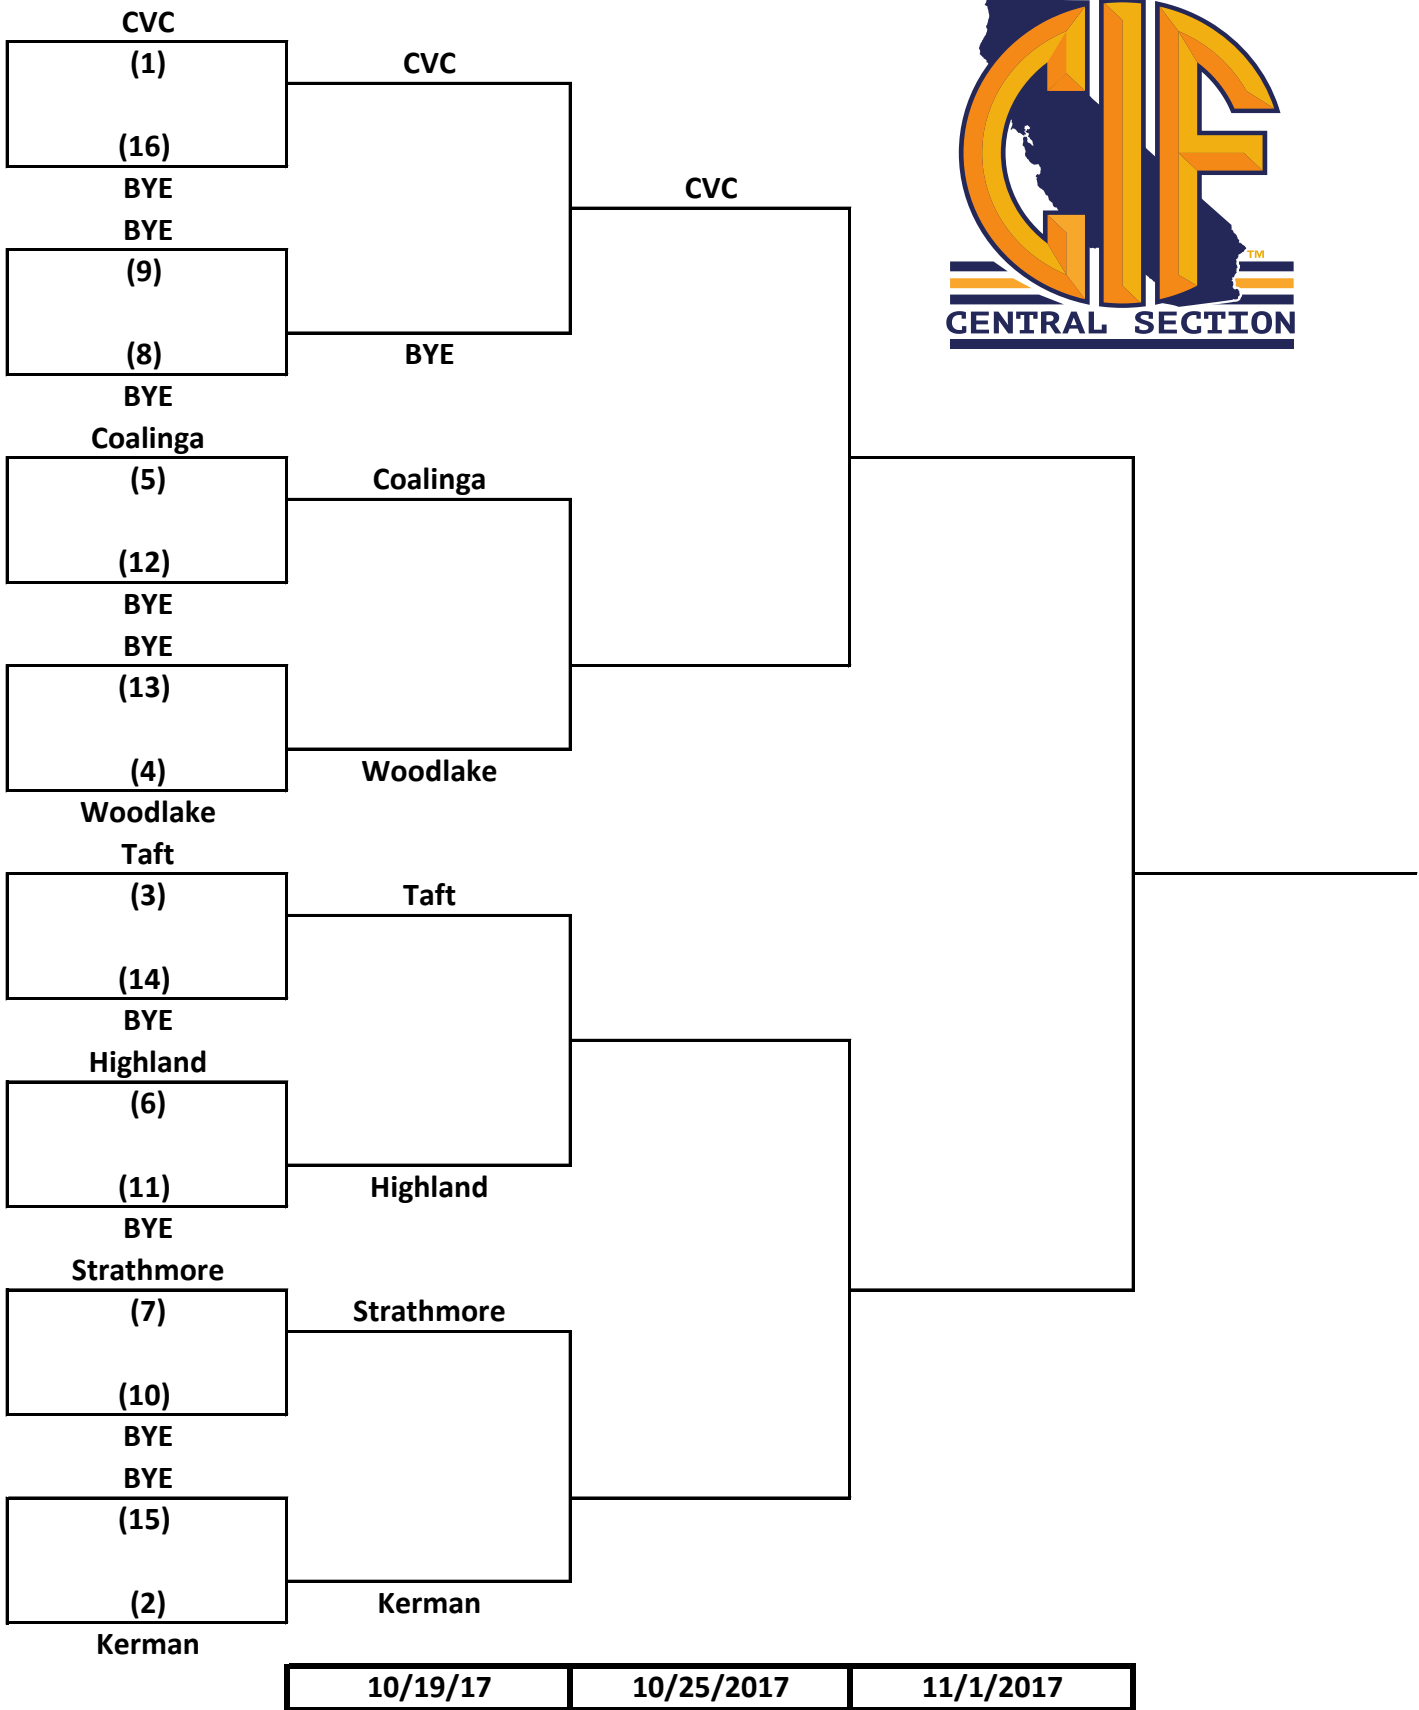 CVC
(1)
CVC
(16)
BYE
CVC
BYE
(9)
(8)
BYE
BYE
CIF
TM
CENTRAL SECTION
Coalinga
(5)
Coalinga
(12)
BYE
BYE
(13)
(4)
Woodlake
Woodlake
Taft
(3)
Taft
(14)
BYE
Highland
(6)
(11)
Highland
BYE
Strathmore
(7)
Strathmore
(10)
BYE
BYE
(15)
(2)
Kerman
Kerman
10/19/17 10/25/2017 11/1/2017